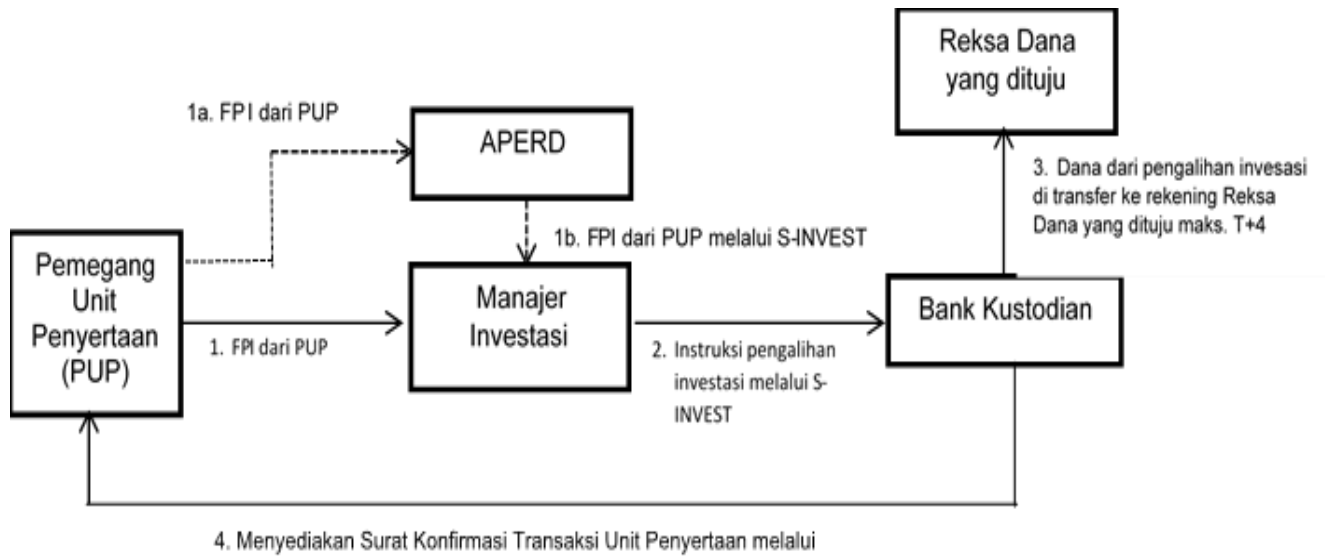 Reksa Dana
yang dituju
1a. FPI dari PUP
APERD
3. Dana dari pengalihan invesasi
di transfer ke rekening Reksa
Dana yang dituju maks. T+4
1b. FPI dari PUP melalui S-INVEST
Pemegang
Unit
Penyertaan
(PUP)
Manajer
Investasi
Bank Kustodian
1. FPI dari PUP
2. Instruksi pengalihan
investasi melalui S-
INVEST
4. Menyediakan Surat Konfirmasi Transaksi Unit Penyertaan melalui